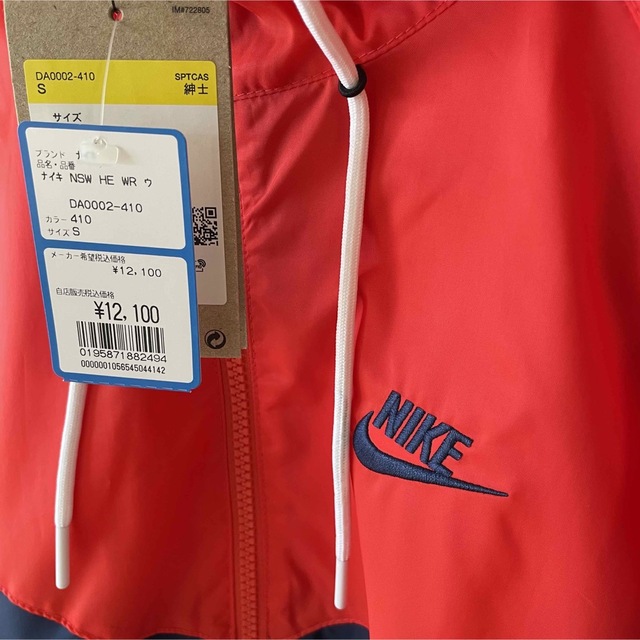 IM#722805
DA0002-410 SPTCAS
S 紳士
サイズ
ブランド
品名・品番
ナイキ NSW HE WR ウ
DA0002-410
カラー 410
サイズ S
メーカー希望税込価格
¥12,100
自店販売税込価格
¥12,100
0195871882494
0000001056545044142
NIKE